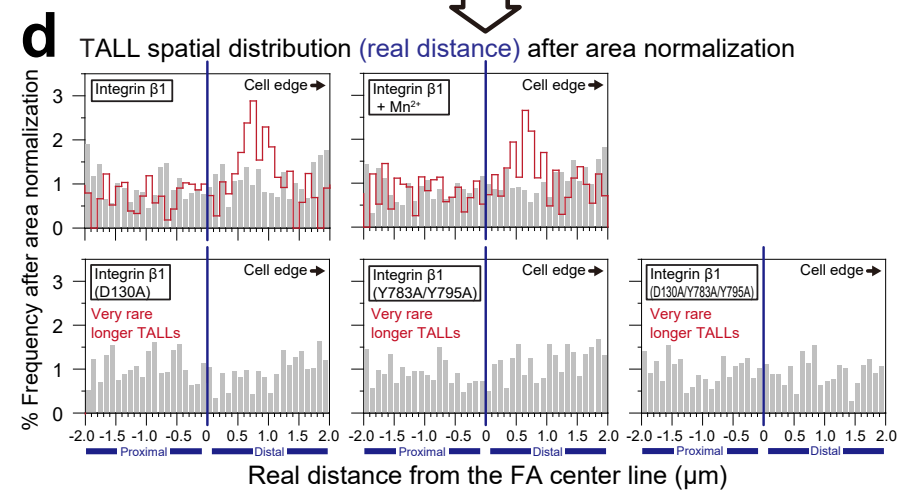 d
TALL spatial distribution (real distance) after area normalization
% Frequency after area normalization
3
2
1
0
Integrin β1
Cell edge
Integrin β1
+ Mn²⁺
Cell edge
3
2
1
0
Integrin β1
(D130A)
Cell edge
Very rare
longer TALLs
Integrin β1
(Y783A/Y795A)
Cell edge
Very rare
longer TALLs
Integrin β1
(D130A/Y783A/Y795A)
Cell edge
Very rare
longer TALLs
-2.0 -1.5 -1.0 -0.5 0 0.5 1.0 1.5 2.0
-2.0 -1.5 -1.0 -0.5 0 0.5 1.0 1.5 2.0
-2.0 -1.5 -1.0 -0.5 0 0.5 1.0 1.5 2.0
Proximal Distal
Proximal Distal
Proximal Distal
Real distance from the FA center line (μm)